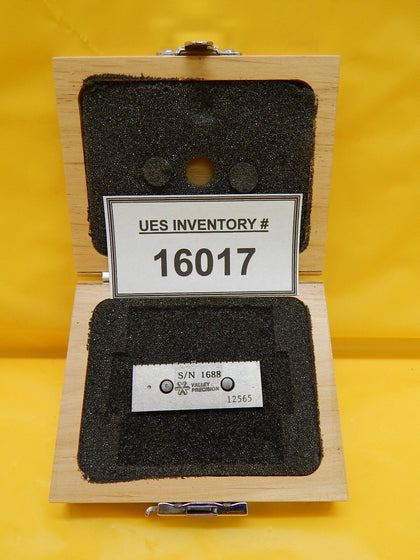 UES INVENTORY #
16017
S/N 1688
VALLEY
PRECISION
12565